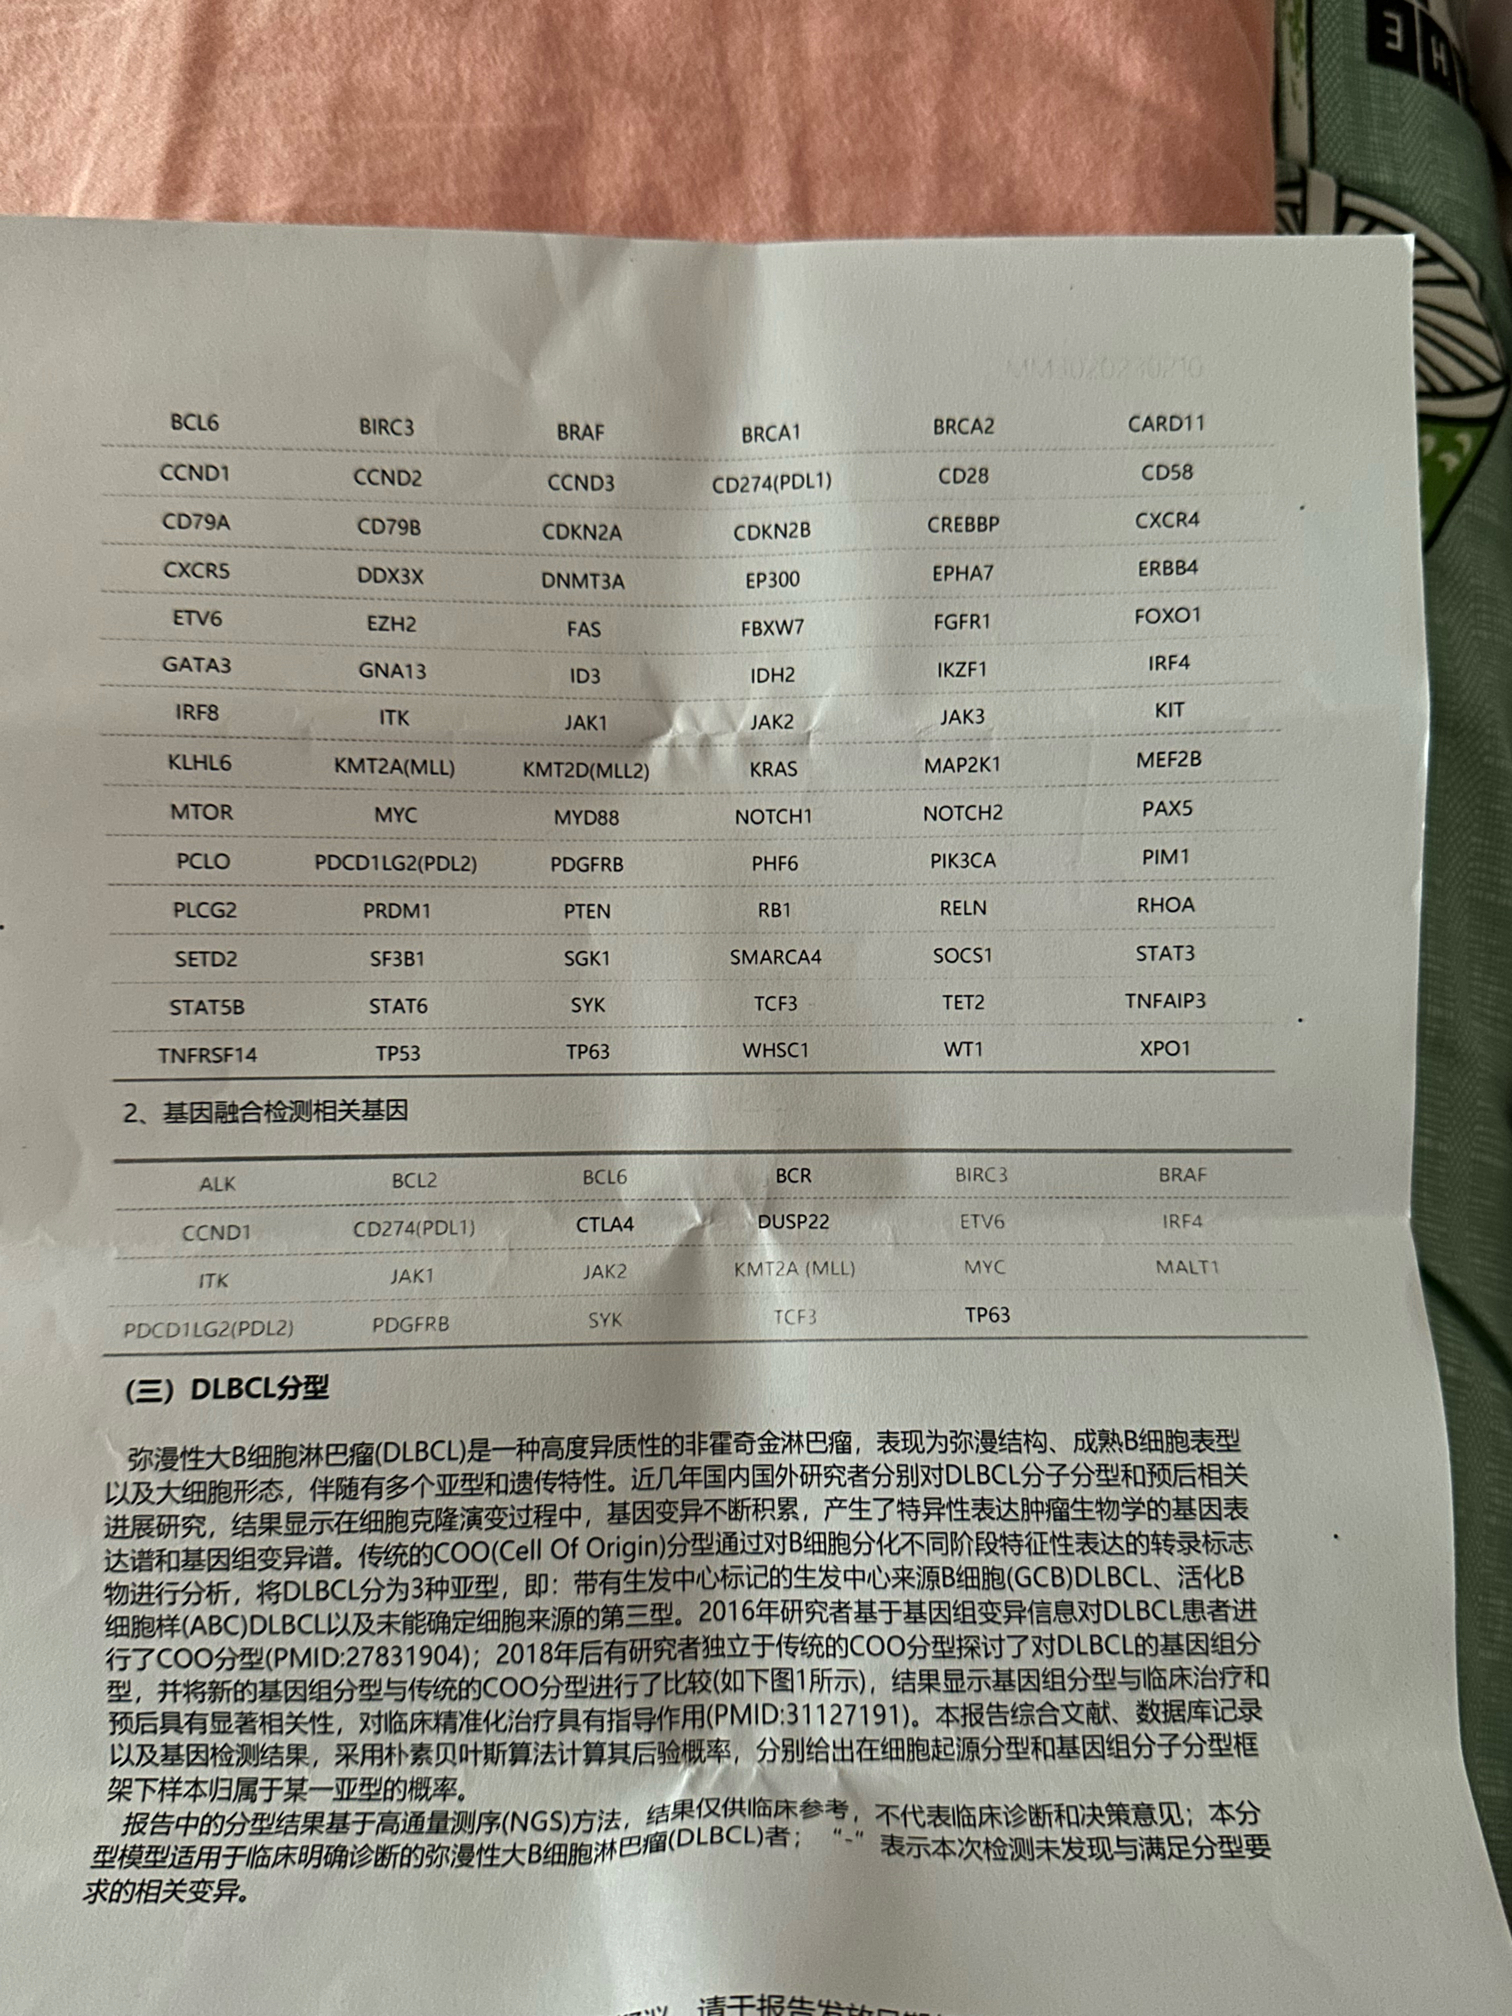 H
E
BCL6 BIRC3 BRAF BRCA1 BRCA2 CARD11
CCND1 CCND2 CCND3 CD274(PDL1) CD28 CD58
CD79A CD79B CDKN2A CDKN2B CREBBP CXCR4
CXCR5 DDX3X DNMT3A EP300 EPHA7 ERBB4
ETV6 EZH2 FAS FBXW7 FGFR1 FOXO1
GATA3 GNA13 ID3 IDH2 IKZF1 IRF4
IRF8 ITK JAK1 JAK2 JAK3 KIT
KLHL6 KMT2A(MLL) KMT2D(MLL2) KRAS MAP2K1 MEF2B
MTOR MYC MYD88 NOTCH1 NOTCH2 PAX5
PCLO PDCD1LG2(PDL2) PDGFRB PHF6 PIK3CA PIM1
PLCG2 PRDM1 PTEN RB1 RELN RHOA
SETD2 SF3B1 SGK1 SMARCA4 SOCS1 STAT3
STAT5B STAT6 SYK TCF3 TET2 TNFAIP3
TNFRSF14 TP53 TP63 WHSC1 WT1 XPO1
2、基因融合检测相关基因
ALK BCL2 BCL6 BCR BIRC3 BRAF
CCND1 CD274(PDL1) CTLA4 DUSP22 ETV6 IRF4
ITK JAK1 JAK2 KMT2A (MLL) MYC MALT1
PDCD1LG2(PDL2) PDGFRB SYK TCF3 TP63
（三）DLBCL分型
弥漫性大B细胞淋巴瘤(DLBCL)是一种高度异质性的非霍奇金淋巴瘤，表现为弥漫结构、成熟B细胞表型
以及大细胞形态，伴随有多个亚型和遗传特性。近几年国内国外研究者分别对DLBCL分子分型和预后相关
进展研究，结果显示在细胞克隆演变过程中，基因变异不断积累，产生了特异性表达肿瘤生物学的基因表
达谱和基因组变异谱。传统的COO(Cell Of Origin)分型通过对B细胞分化不同阶段特征性表达的转录标志
物进行分析，将DLBCL分为3种亚型，即：带有生发中心标记的生发中心来源B细胞(GCB)DLBCL、活化B
细胞样(ABC)DLBCL以及未能确定细胞来源的第三型。2016年研究者基于基因组变异信息对DLBCL患者进
行了COO分型(PMID:27831904)；2018年后有研究者独立于传统的COO分型探讨了对DLBCL的基因组分
型，并将新的基因组分型与传统的COO分型进行了比较(如下图1所示)，结果显示基因组分型与临床治疗和
预后具有显著相关性，对临床精准化治疗具有指导作用(PMID:31127191)。本报告综合文献、数据库记录
以及基因检测结果，采用朴素贝叶斯算法计算其后验概率，分别给出在细胞起源分型和基因组分子分型框
架下样本归属于某一亚型的概率。
报告中的分型结果基于高通量测序(NGS)方法，结果仅供临床参考，不代表临床诊断和决策意见；本分
型模型适用于临床明确诊断的弥漫性大B细胞淋巴瘤(DLBCL)者；“-”表示本次检测未发现与满足分型要
求的相关变异。
请于报告发放日期